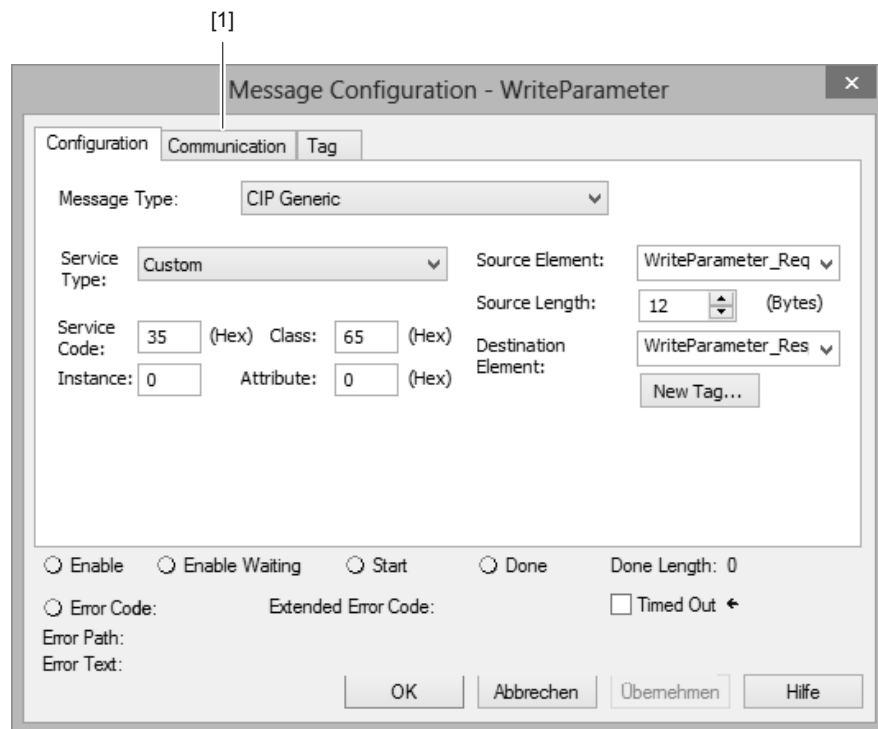 [1]
Message Configuration - WriteParameter
Configuration Communication Tag
Message Type: CIP Generic
Service Type: Custom
Source Element: WriteParameter_Req
Source Length: 12 (Bytes)
Service Code: 35 (Hex) Class: 65 (Hex)
Destination Element: WriteParameter_Res
Instance: 0 Attribute: 0 (Hex)
New Tag...
Enable Enable Waiting Start Done Done Length: 0
Error Code: Extended Error Code: Timed Out
Error Path:
Error Text:
OK Abbrechen Übernehmen Hilfe